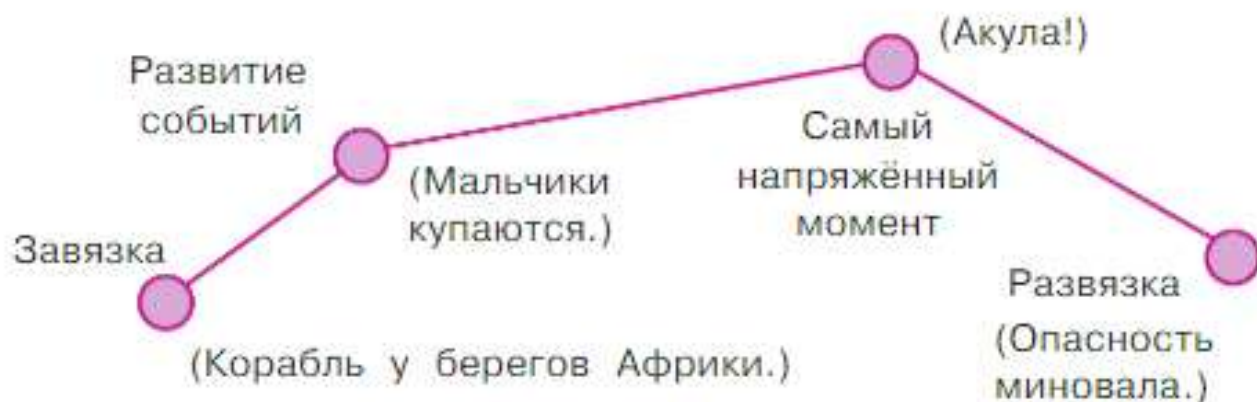 (Акула!)
Развитие
событий
Самый
напряжённый
момент
(Мальчики
купаются.)
Завязка
Развязка
(Корабль у берегов Африки.)
(Опасность
миновала.)